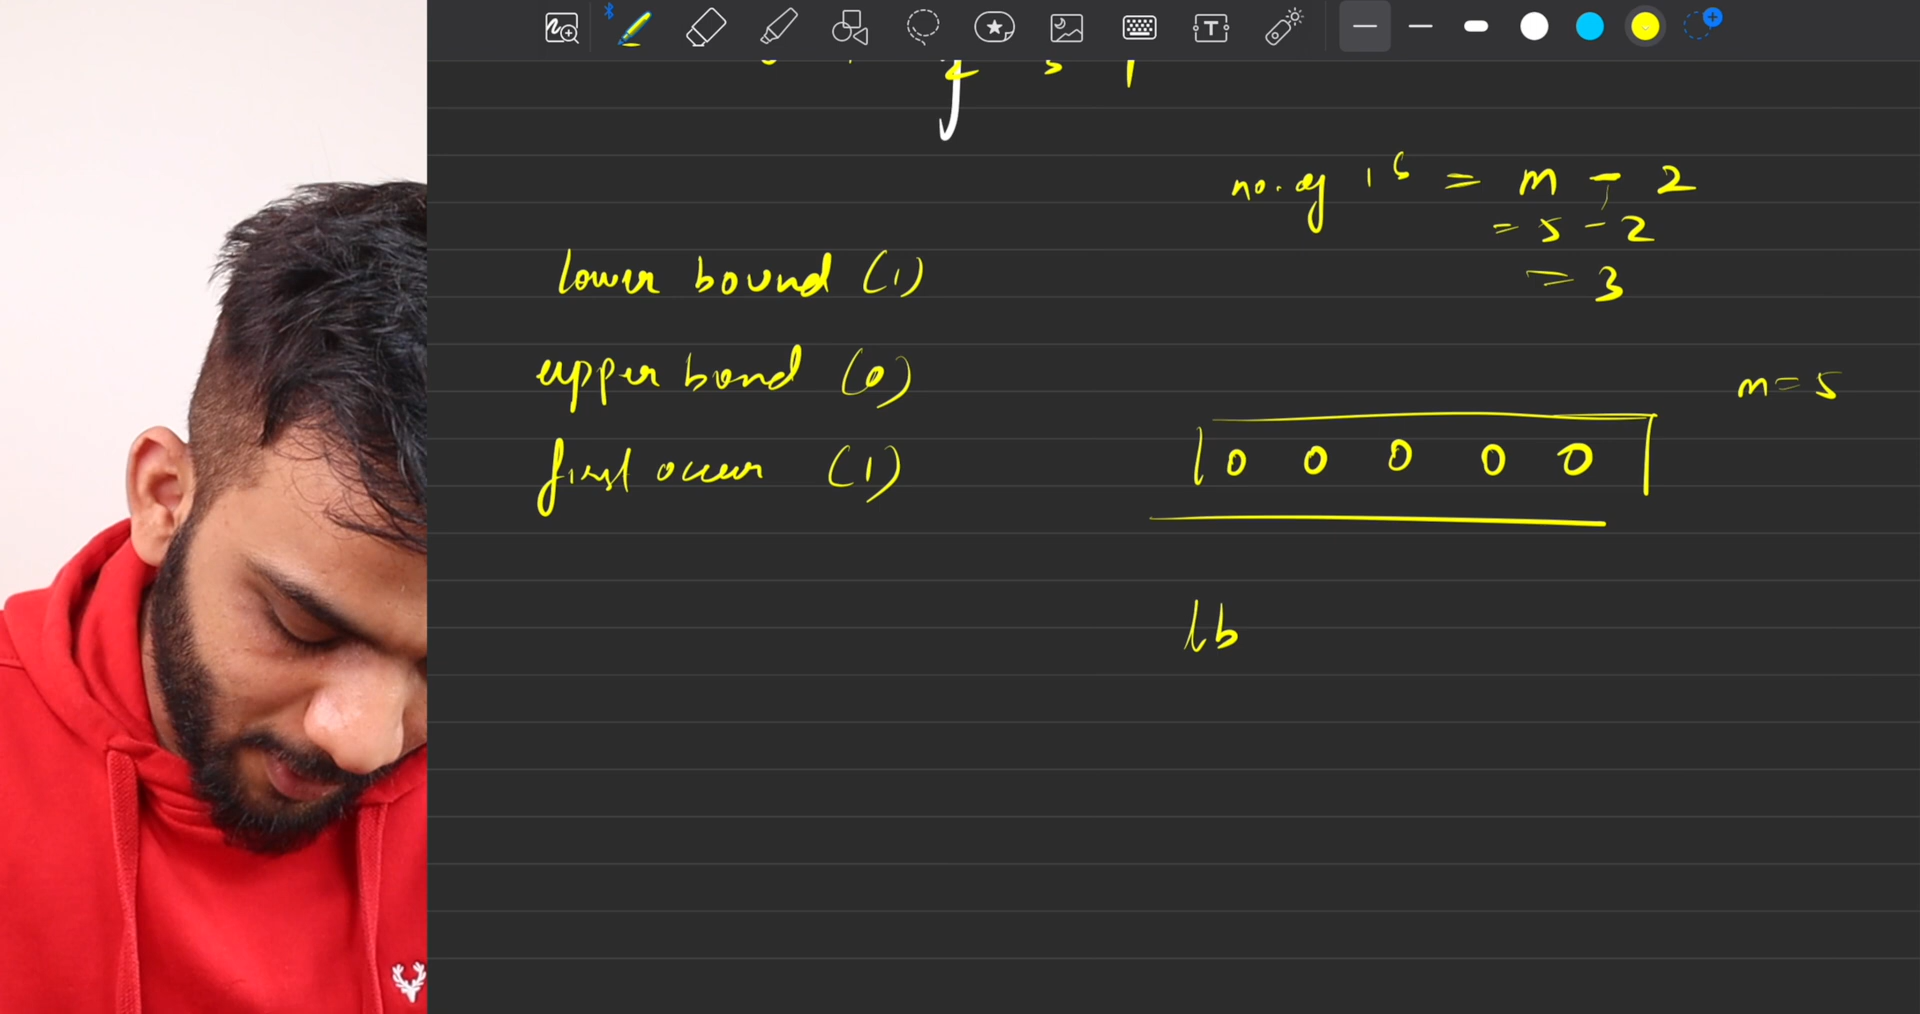 no. of 1s = m - 2
= 5 - 2
= 3
lower bound (1)
upper bond (0)
first occur (1)
m = 5
0 0 0 0 0
lb